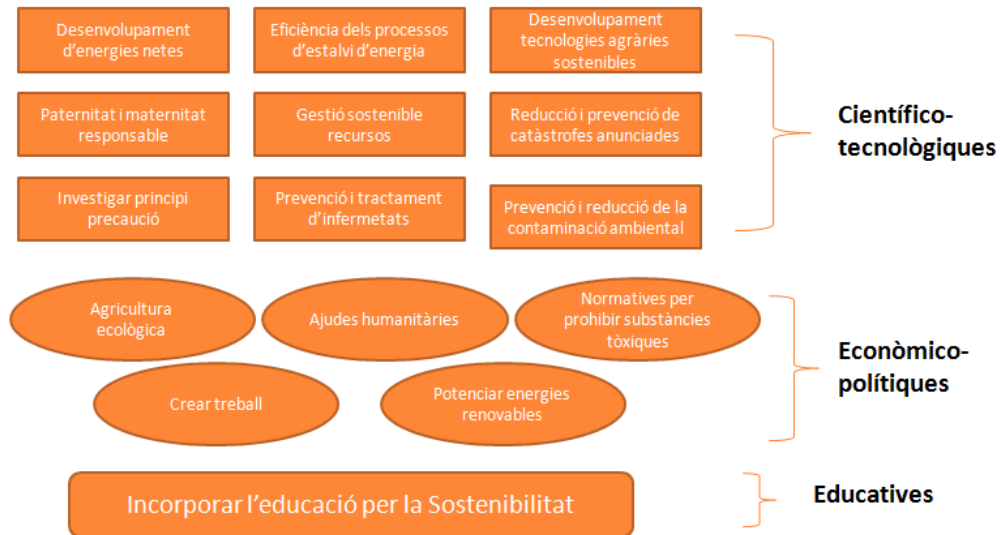 Desenvolupament
d'energies netes
Eficiència dels processos
d'estalvi d'energia
Desenvolupament
tecnologies agràries
sostenibles
Paternitat i maternitat
responsable
Gestió sostenible
recursos
Reducció i prevenció de
catàstrofes anunciades
Investigar principi
precaució
Prevenció i tractament
d'infermetats
Prevenció i reducció de la
contaminació ambiental
Científico-
tecnològiques
Agricultura
ecològica
Ajudes humanitàries
Normatives per
prohibir substàncies
tòxiques
Crear treball
Potenciar energies
renovables
Econòmico-
polítiques
Incorporar l'educació per la Sostenibilitat
Educatives